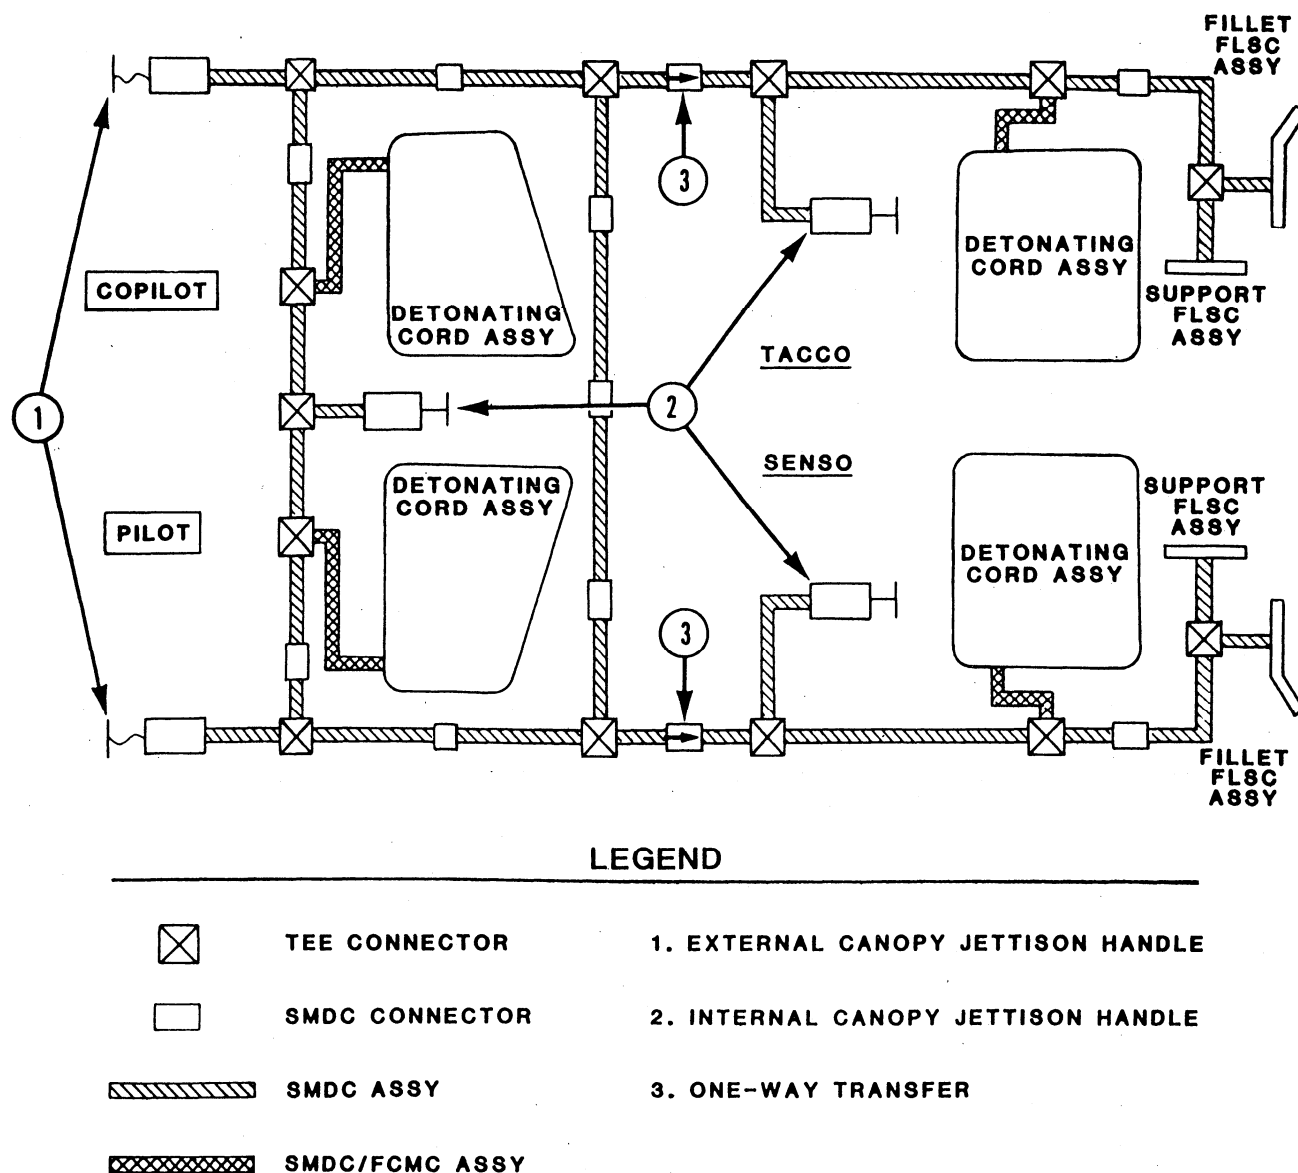 FILLET
FLSC
ASSY
3
DETONATING
CORD ASSY
COPILOT
SUPPORT
FLSC
ASSY
DETONATING
CORD ASSY
TACCO
1
2
SENSO
DETONATING
CORD ASSY
SUPPORT
FLSC
ASSY
PILOT
DETONATING
CORD ASSY
3
FILLET
FLSC
ASSY
LEGEND
TEE CONNECTOR
1. EXTERNAL CANOPY JETTISON HANDLE
SMDC CONNECTOR
2. INTERNAL CANOPY JETTISON HANDLE
SMDC ASSY
3. ONE-WAY TRANSFER
SMDC/FCMC ASSY